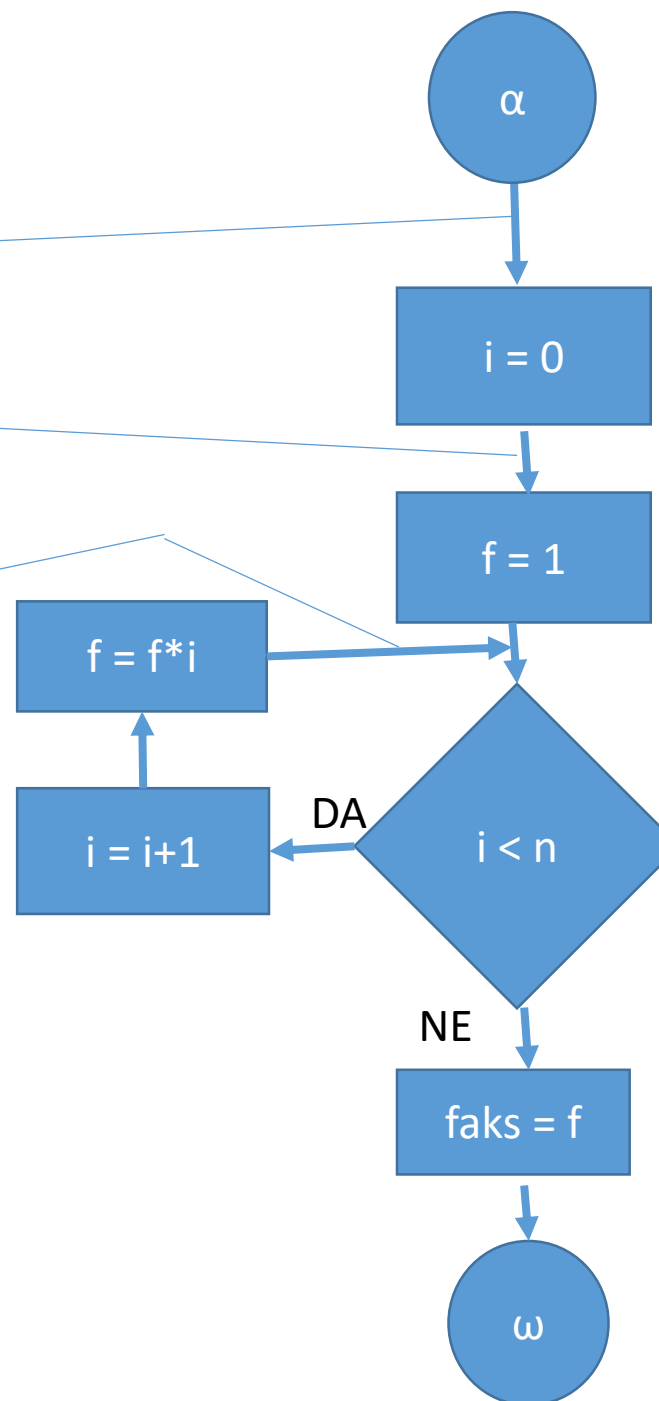 α
i = 0
f = 1
f = f*i
DA
i = i+1
i < n
NE
faks = f
ω